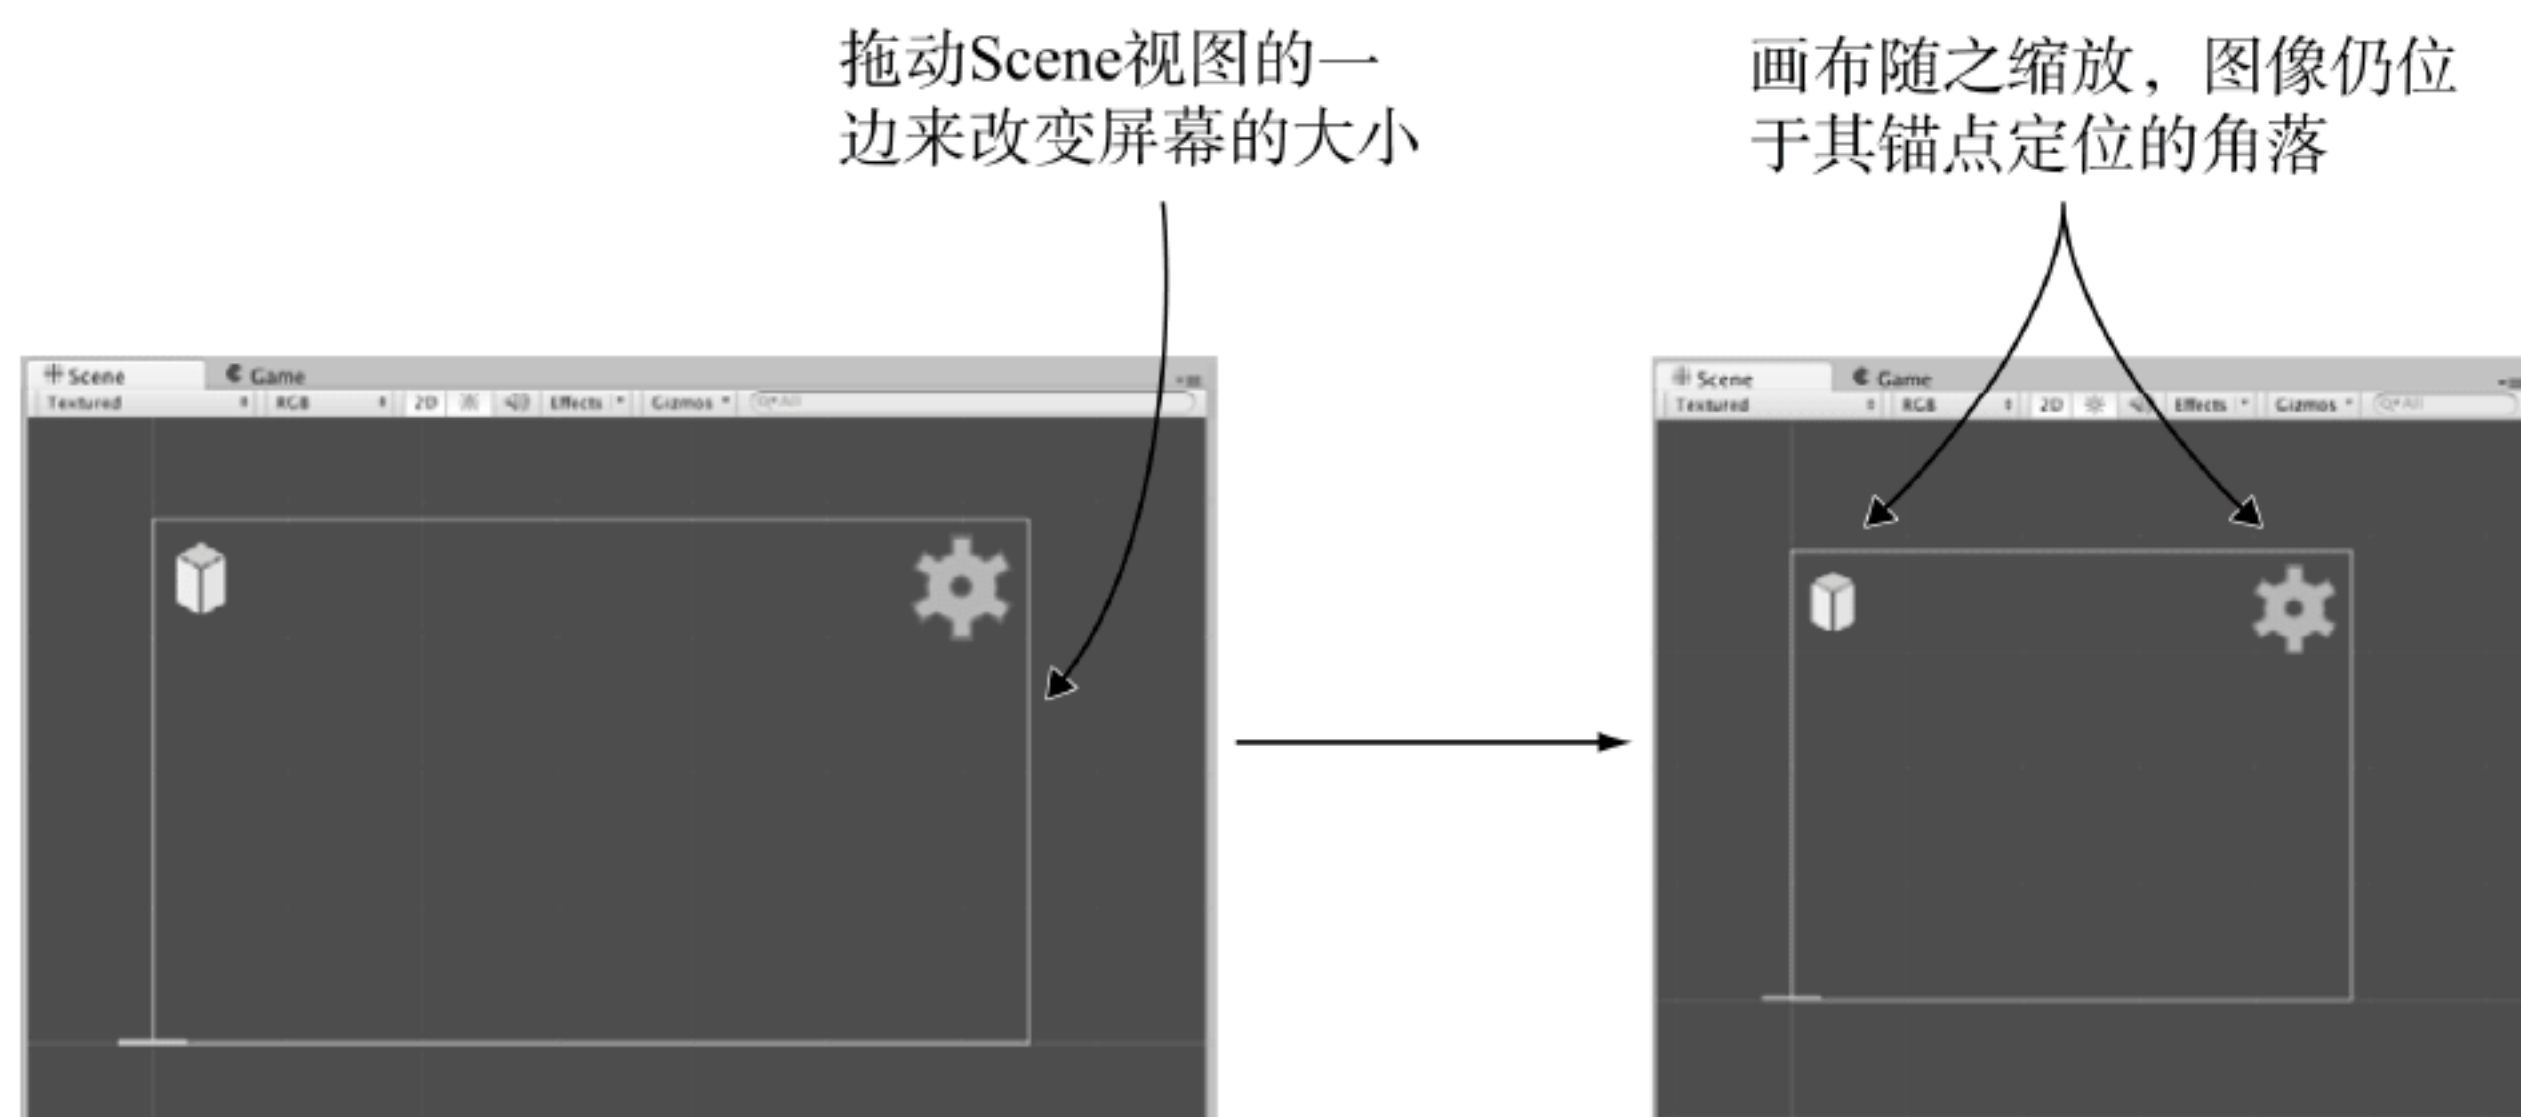 拖动Scene视图的一
边来改变屏幕的大小
画布随之缩放，图像仍位
于其锚点定位的角落
Scene Game
Textured RGB 2D Effects Gizmos All
Scene Game
Textured RGB 2D Effects Gizmos All